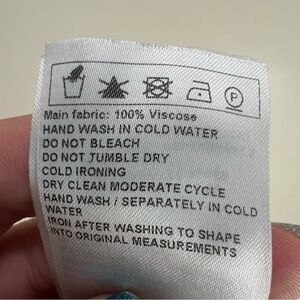 P
Main fabric: 100% Viscose
HAND WASH IN COLD WATER
DO NOT BLEACH
DO NOT TUMBLE DRY
COLD IRONING
DRY CLEAN MODERATE CYCLE
HAND WASH / SEPARATELY IN COLD
WATER
IRON AFTER WASHING TO SHAPE
INTO ORIGINAL MEASUREMENTS